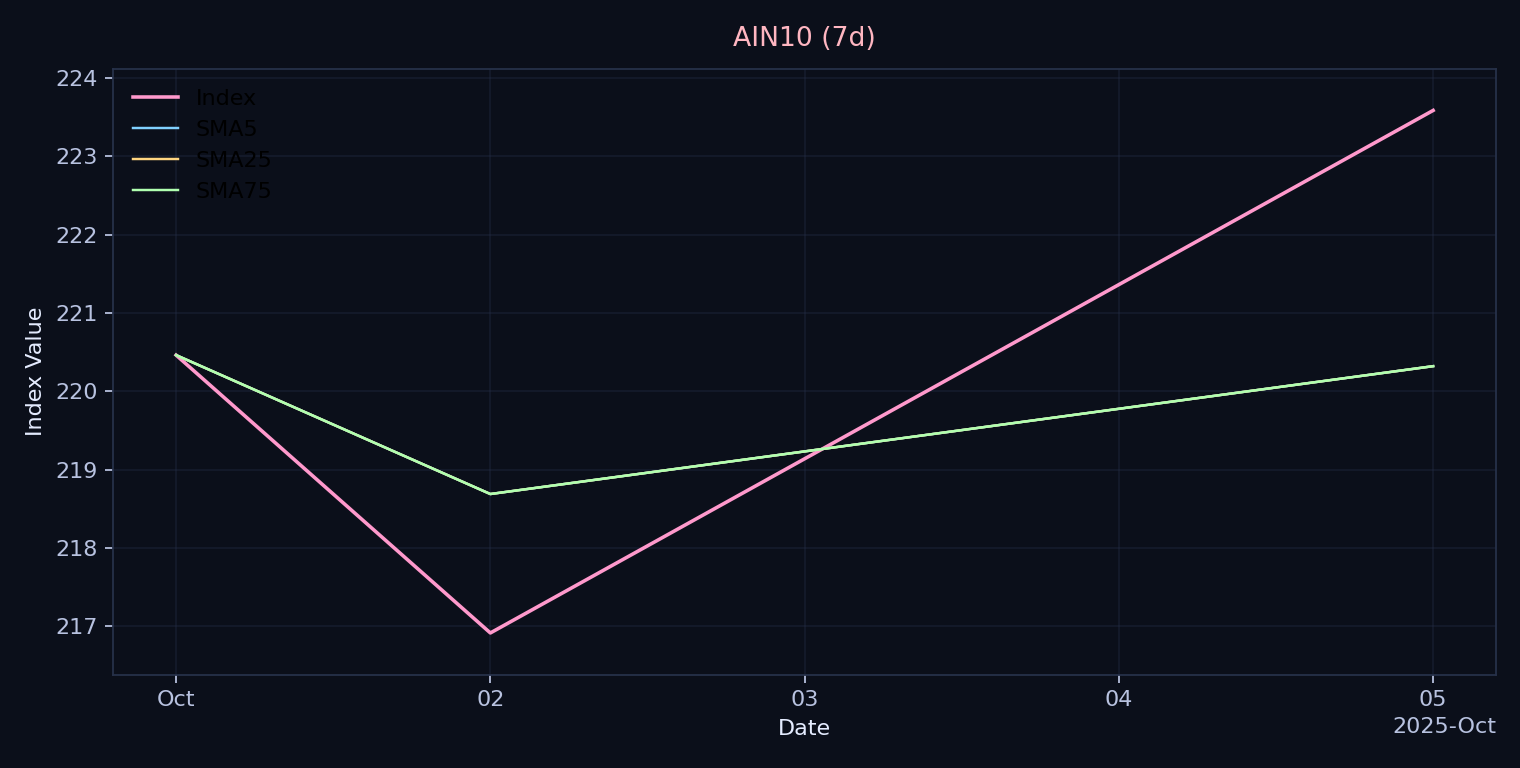 AIN10 (7d)
224
223
222
221
220
219
218
217
Index Value
Index
SMA5
SMA25
SMA75
Oct
02
03
04
05
Date
2025-Oct